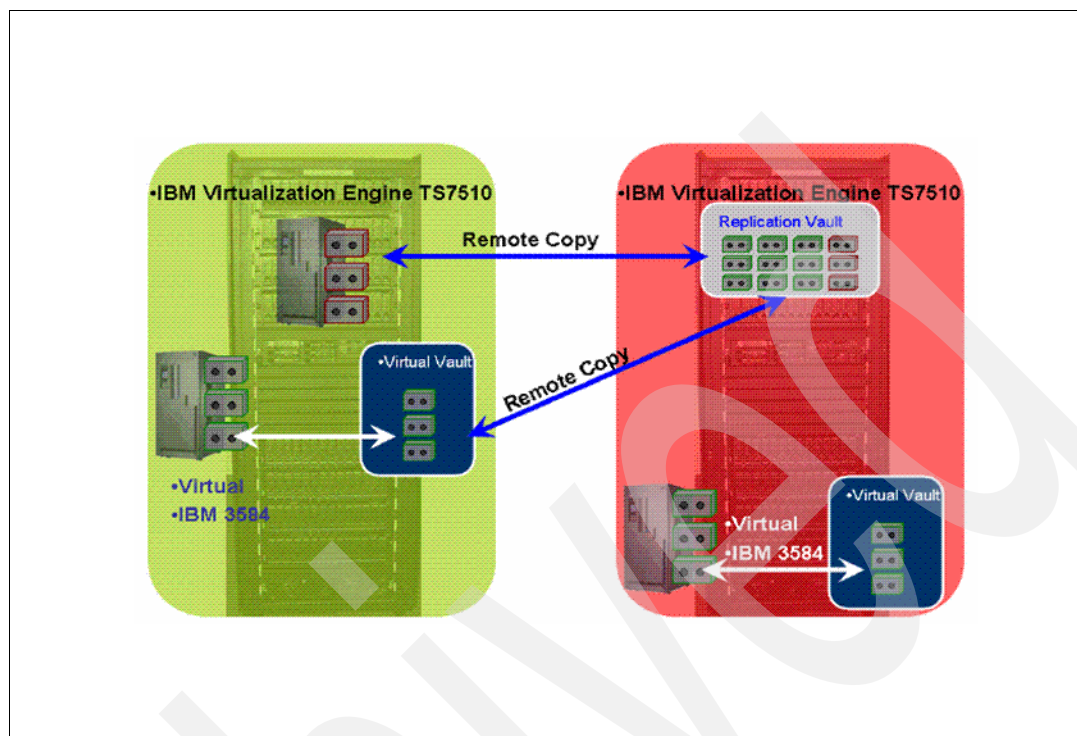 •IBM Virtualization Engine TS7510
Remote Copy
•Virtual Vault
Remote Copy
•Virtual
•IBM 3584
•IBM Virtualization Engine TS7510
Replication Vault
•Virtual
•IBM 3584
•Virtual Vault